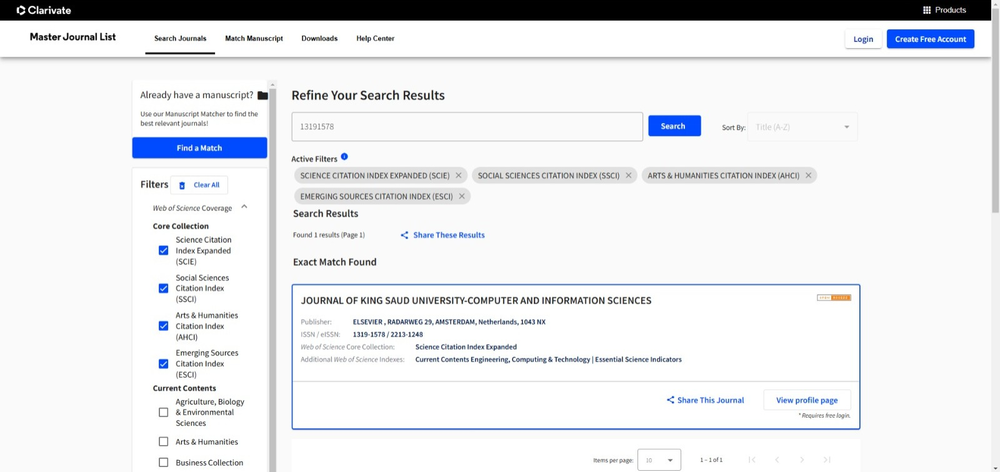 Clarivate
Products
Master Journal List
Search Journals
Match Manuscript
Downloads
Help Center
Login
Create Free Account
Already have a manuscript?
Use our Manuscript Matcher to find the
best relevant journals!
Find a Match
Filters
Clear All
Web of Science Coverage
Core Collection
Science Citation
Index Expanded
(SCIE)
Social Sciences
Citation Index
(SSCI)
Arts & Humanities
Citation Index
(AHCI)
Emerging Sources
Citation Index
(ESCI)
Current Contents
Agriculture, Biology
& Environmental
Sciences
Arts & Humanities
Business Collection
Refine Your Search Results
13191578
Search
Sort By:
Title (A-Z)
Active Filters
SCIENCE CITATION INDEX EXPANDED (SCIE)
SOCIAL SCIENCES CITATION INDEX (SSCI)
ARTS & HUMANITIES CITATION INDEX (AHCI)
EMERGING SOURCES CITATION INDEX (ESCI)
Search Results
Found 1 results (Page 1)
Share These Results
Exact Match Found
JOURNAL OF KING SAUD UNIVERSITY-COMPUTER AND INFORMATION SCIENCES
OPEN ACCESS
Publisher: ELSEVIER , RADARWEG 29, AMSTERDAM, Netherlands, 1043 NX
ISSN / eISSN: 1319-1578 / 2213-1248
Web of Science Core Collection: Science Citation Index Expanded
Additional Web of Science Indexes: Current Contents Engineering, Computing & Technology | Essential Science Indicators
Share This Journal
View profile page
* Requires free login.
Items per page: 10
1 – 1 of 1